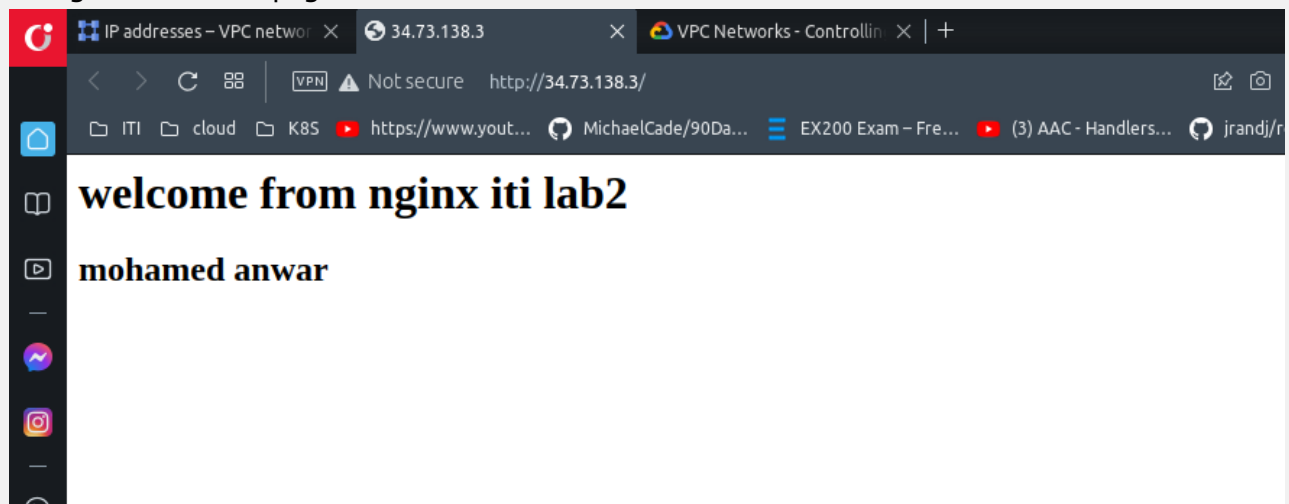 IP addresses – VPC networ
34.73.138.3
VPC Networks - Controllin
VPN Not secure http://34.73.138.3/
ITI cloud K8S https://www.yout... MichaelCade/90Da... EX200 Exam – Fre... (3) AAC - Handlers... jrandj/r
welcome from nginx iti lab2
mohamed anwar